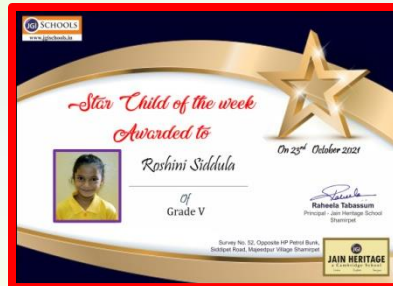 JGI SCHOOLS
www.jgischools.in
Star Child of the week
Awarded to
On 23rd October 2021
Roshini Siddula
Of
Grade V
Raheela Tabassum
Principal - Jain Heritage School
Shamirpet
Survey No. 52, Opposite HP Petrol Bunk,
Siddipet Road, Majeedpur Village Shamirpet
JGI
JAIN HERITAGE
a Cambridge School